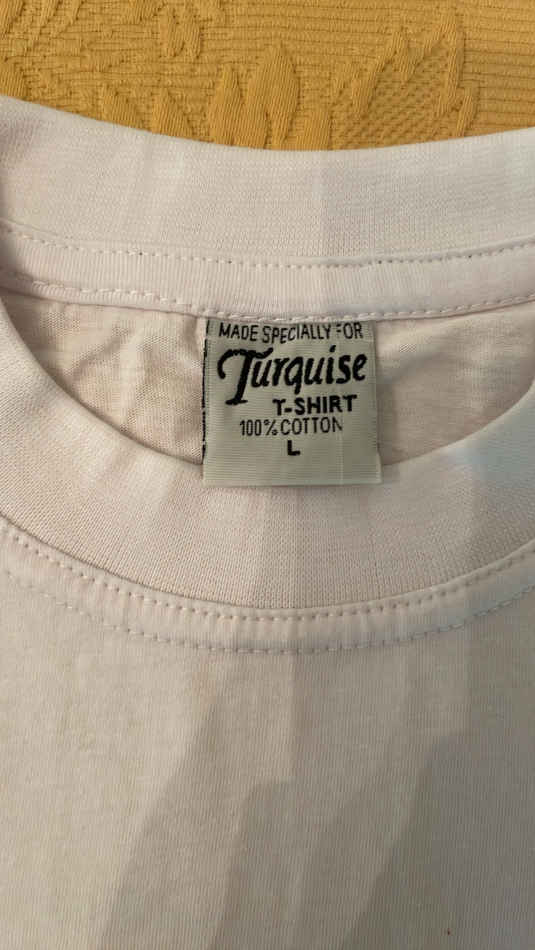 MADE SPECIALLY FOR
Turquise
T-SHIRT
100% COTTON
L